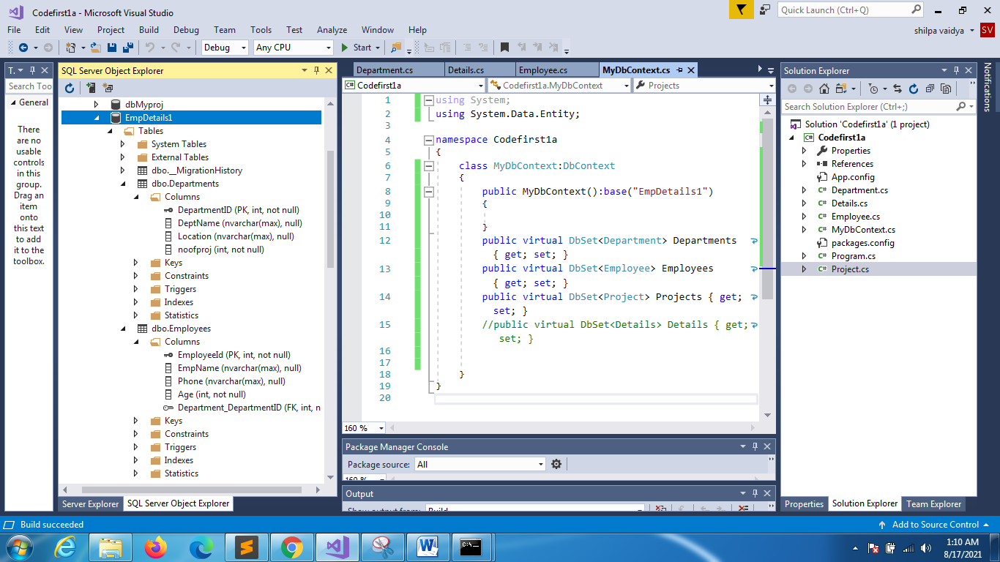 Codefirst1a - Microsoft Visual Studio
Quick Launch (Ctrl+Q)
File Edit View Project Build Debug Team Tools Test Analyze Window Help
shilpa vaidya SV
Debug Any CPU Start
T..
Search Too
General
There
are no
usable
controls
in this
group.
Drag an
item
onto
this text
to add
it to the
toolbox.
SQL Server Object Explorer
dbMyproj
EmpDetails1
Tables
System Tables
External Tables
dbo.__MigrationHistory
dbo.Departments
Columns
DepartmentID (PK, int, not null)
DeptName (nvarchar(max), null)
Location (nvarchar(max), null)
noofproj (int, not null)
Keys
Constraints
Triggers
Indexes
Statistics
dbo.Employees
Columns
EmployeeId (PK, int, not null)
EmpName (nvarchar(max), null)
Phone (nvarchar(max), null)
Age (int, not null)
Department_DepartmentID (FK, int, n
Keys
Constraints
Triggers
Indexes
Statistics
Server Explorer SQL Server Object Explorer
Department.cs Details.cs Employee.cs MyDbContext.cs
Codefirst1a Codefirst1a.MyDbContext Projects
1 using System;
2 using System.Data.Entity;
3
4 namespace Codefirst1a
5 {
6 class MyDbContext:DbContext
7 {
8 public MyDbContext():base("EmpDetails1")
9 {
10
11 }
12 public virtual DbSet<Department> Departments
{ get; set; }
13 public virtual DbSet<Employee> Employees
{ get; set; }
14 public virtual DbSet<Project> Projects { get;
set; }
15 //public virtual DbSet<Details> Details { get;
set; }
16
17
18 }
19 }
20
160 %
Package Manager Console
Package source: All
160 %
Output
Show output from: Build
Solution Explorer
Search Solution Explorer (Ctrl+;)
Solution 'Codefirst1a' (1 project)
Codefirst1a
Properties
References
App.config
Department.cs
Details.cs
Employee.cs
MyDbContext.cs
packages.config
Program.cs
Project.cs
Properties Solution Explorer Team Explorer
Notifications
Build succeeded
Add to Source Control
1:10 AM
8/17/2021